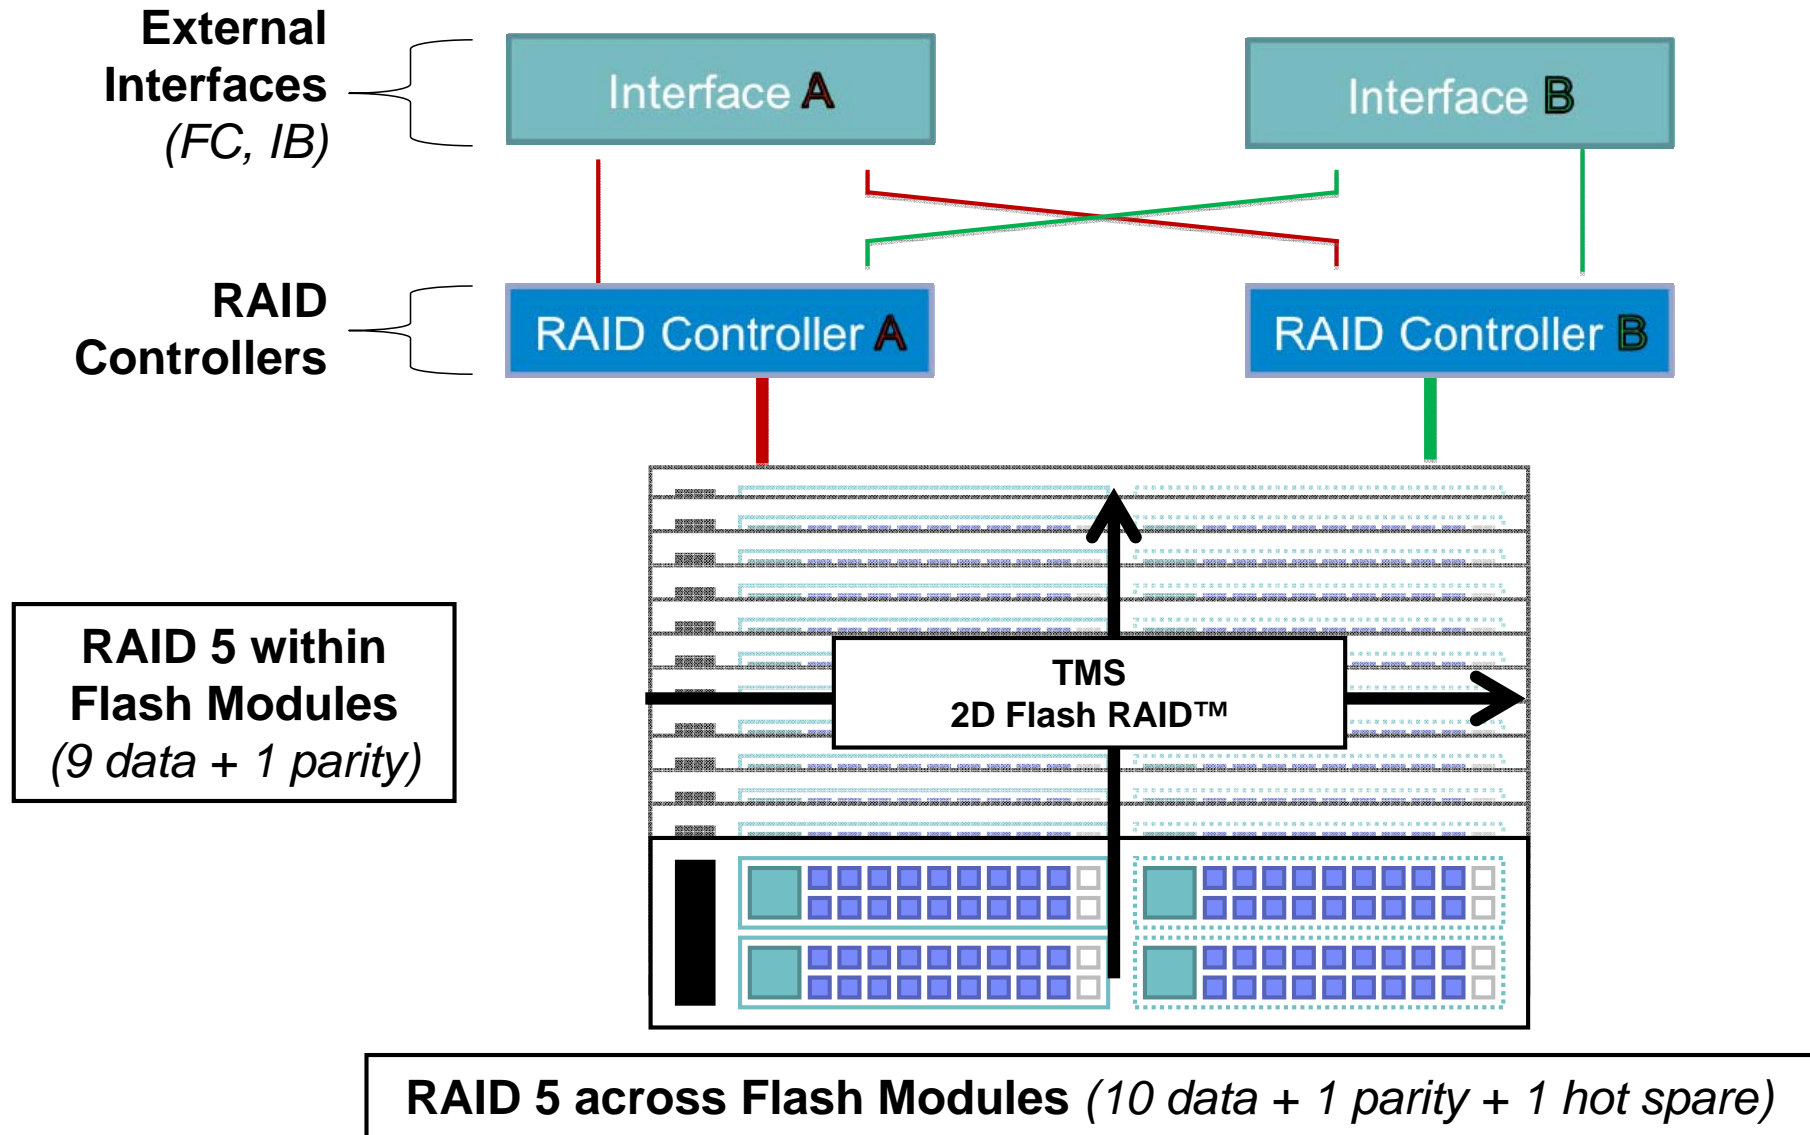 External
Interfaces
(FC, IB)
Interface A
Interface B
RAID
Controllers
RAID Controller A
RAID Controller B
RAID 5 within
Flash Modules
(9 data + 1 parity)
TMS
2D Flash RAID™
RAID 5 across Flash Modules (10 data + 1 parity + 1 hot spare)